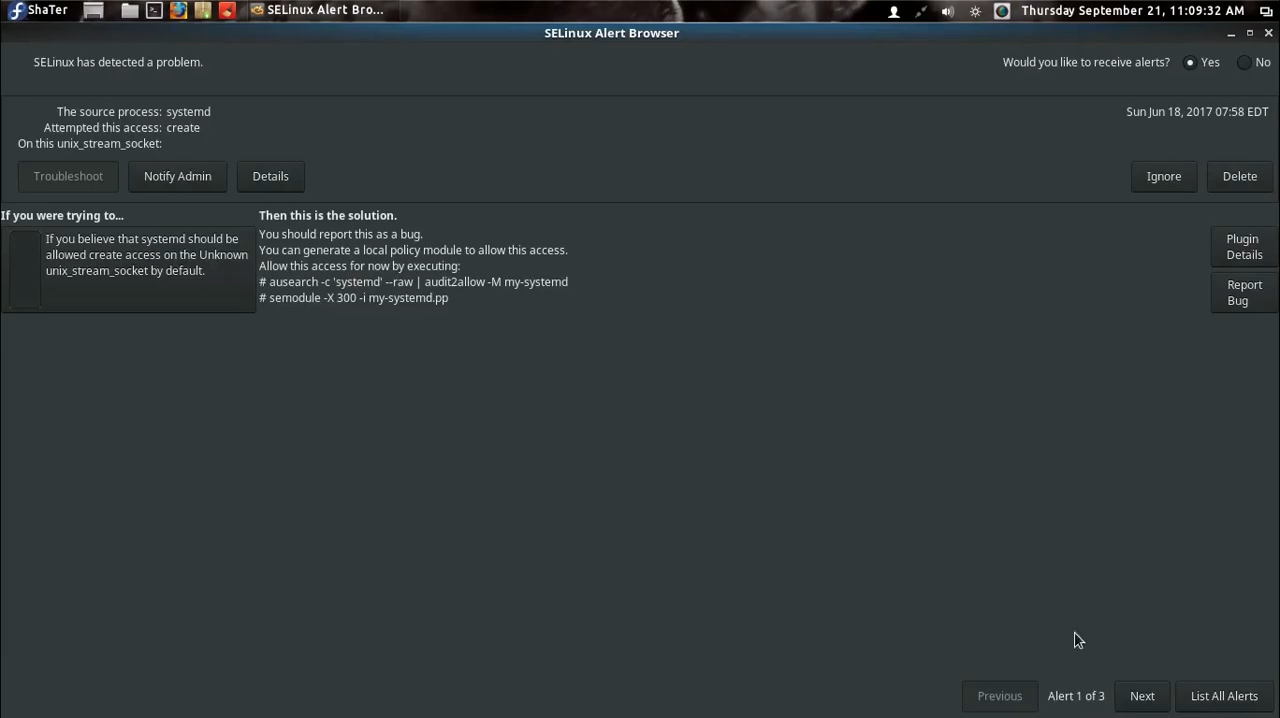 ShaTer
SELinux Alert Bro...
Thursday September 21, 11:09:32 AM
SELinux Alert Browser
SELinux has detected a problem.
Would you like to receive alerts? Yes No
The source process: systemd
Sun Jun 18, 2017 07:58 EDT
Attempted this access: create
On this unix_stream_socket:
Troubleshoot
Notify Admin
Details
Ignore
Delete
If you were trying to...
If you believe that systemd should be
allowed create access on the Unknown
unix_stream_socket by default.
Then this is the solution.
You should report this as a bug.
You can generate a local policy module to allow this access.
Allow this access for now by executing:
# ausearch -c 'systemd' --raw | audit2allow -M my-systemd
# semodule -X 300 -i my-systemd.pp
Plugin
Details
Report
Bug
Previous
Alert 1 of 3
Next
List All Alerts